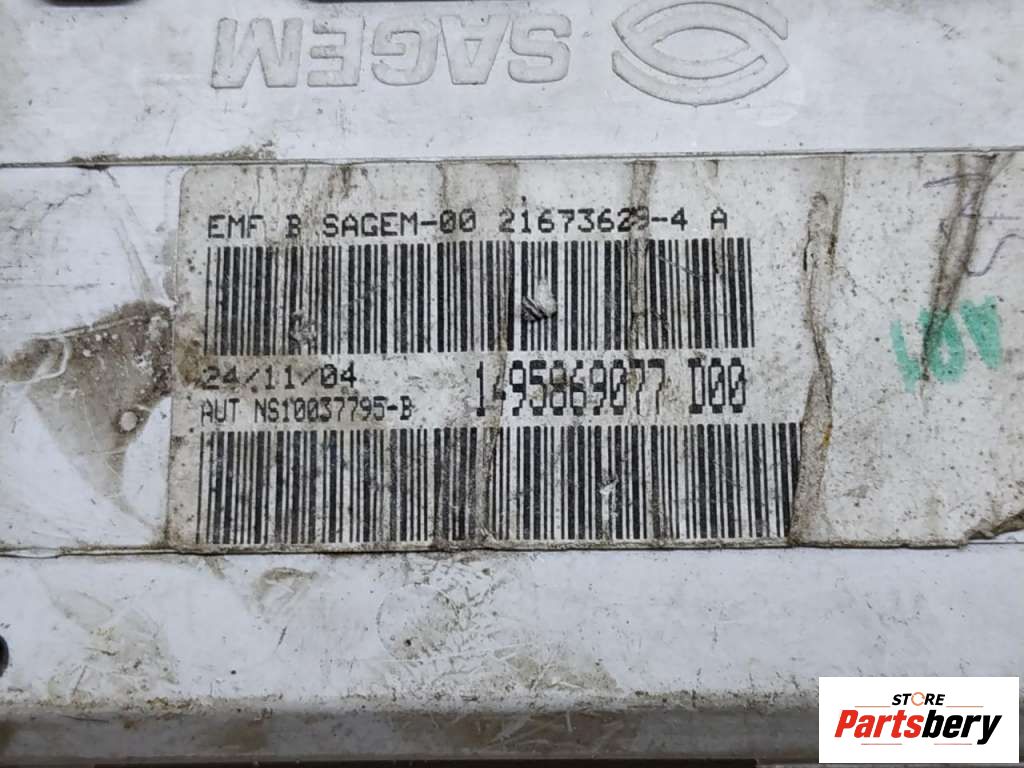 SAGEM
EMF B SAGEM-00 21673629-4 A
24/11/04
1-95869077 D00
AUT NS10037795-B
STORE
Partsbery